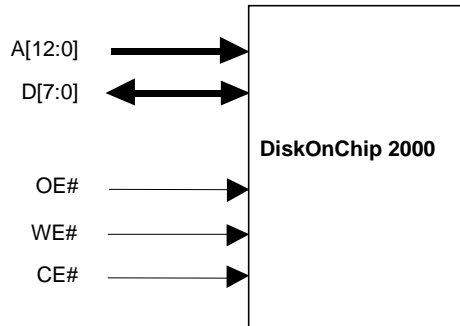 A[12:0]
D[7:0]
DiskOnChip 2000
OE#
WE#
CE#